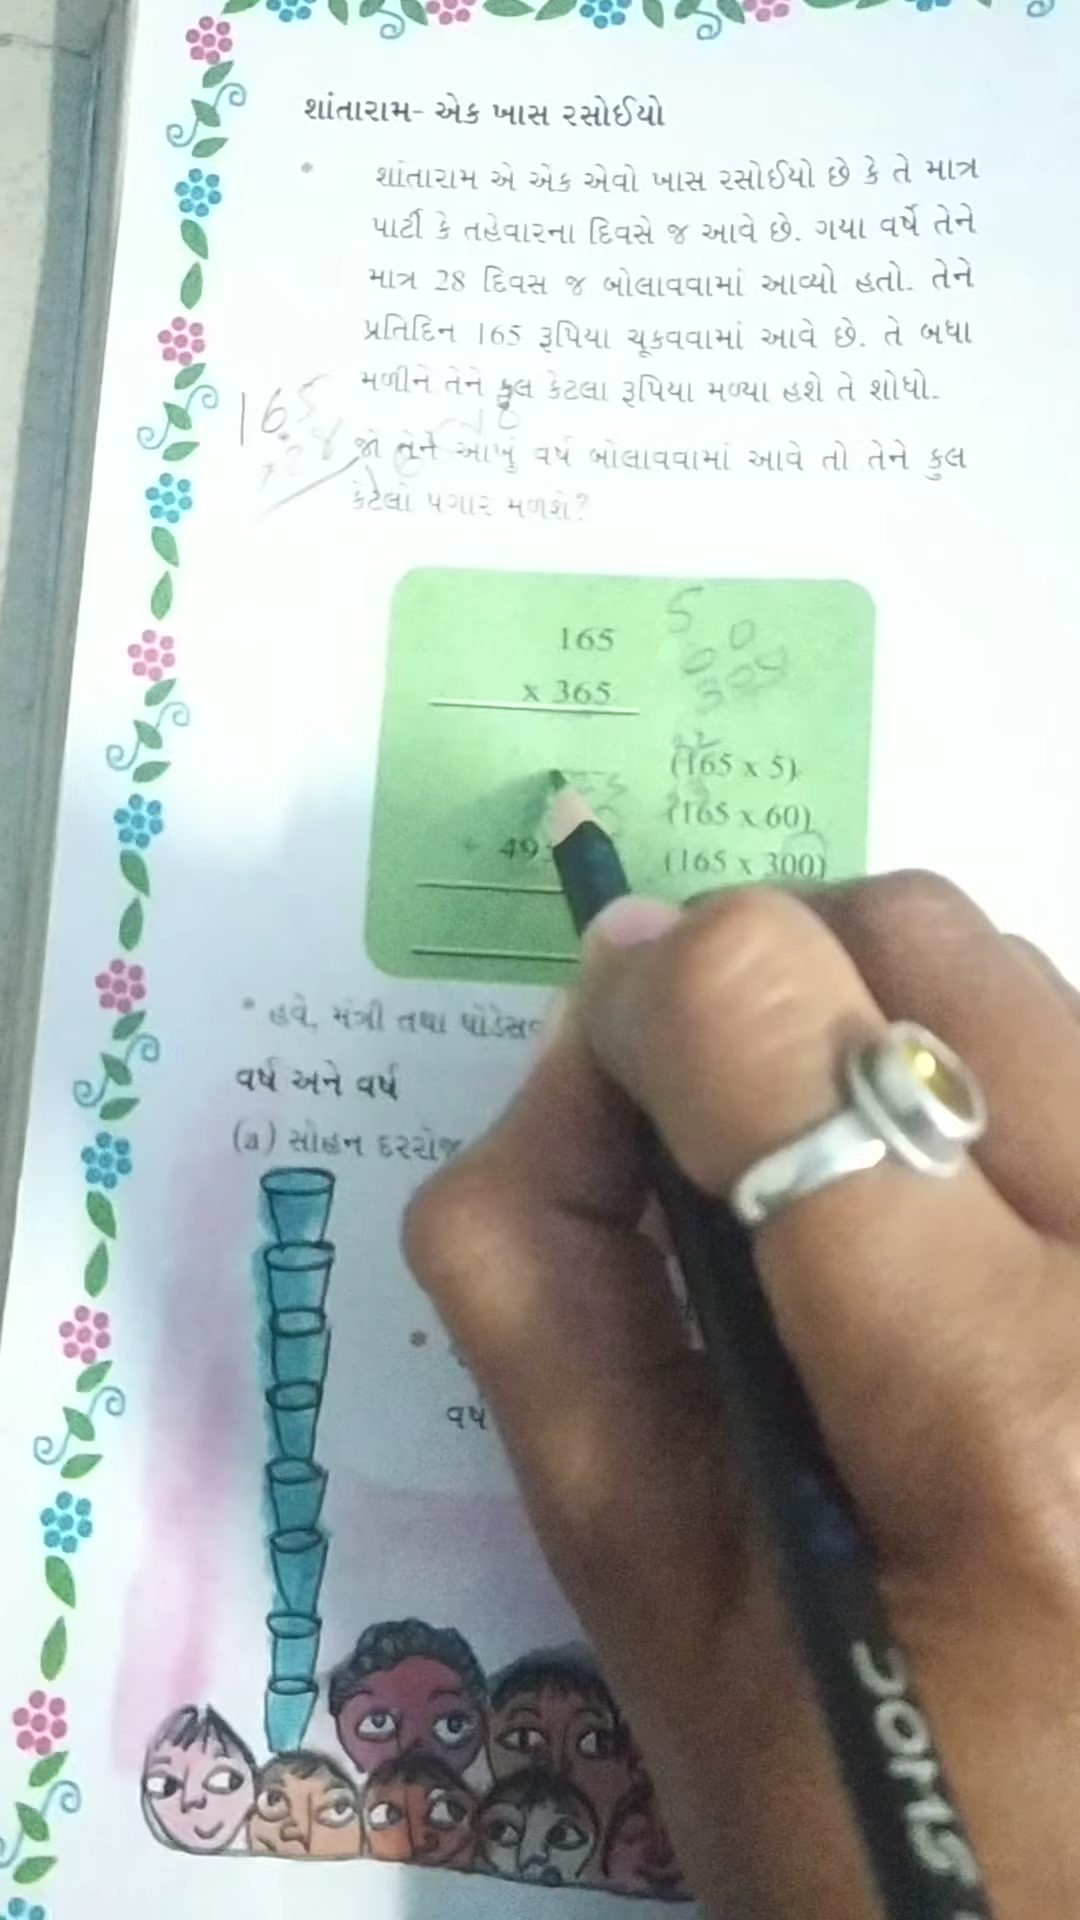 શાંતારામ- એક ખાસ રસોઈયો
* શાંતારામ એ એક એવો ખાસ રસોઈયો છે કે તે માત્ર
પાર્ટી કે તહેવારના દિવસે જ આવે છે. ગયા વર્ષે તેને
માત્ર 28 દિવસ જ બોલાવવામાં આવ્યો હતો. તેને
પ્રતિદિન 165 રૂપિયા ચૂકવવામાં આવે છે. તે બધા
મળીને તેને કુલ કેટલા રૂપિયા મળ્યા હશે તે શોધો.
165
જો તેને આખું વર્ષ બોલાવવામાં આવે તો તેને કુલ
કેટલો પગાર મળશે?
165
x 365
(165 x 5)
(165 x 60)
+ 49
(165 x 300)
* હવે, મંત્રી તથા
વર્ષ અને વર્ષ
(a) સોહન દરરોજ
*
વર્ષ